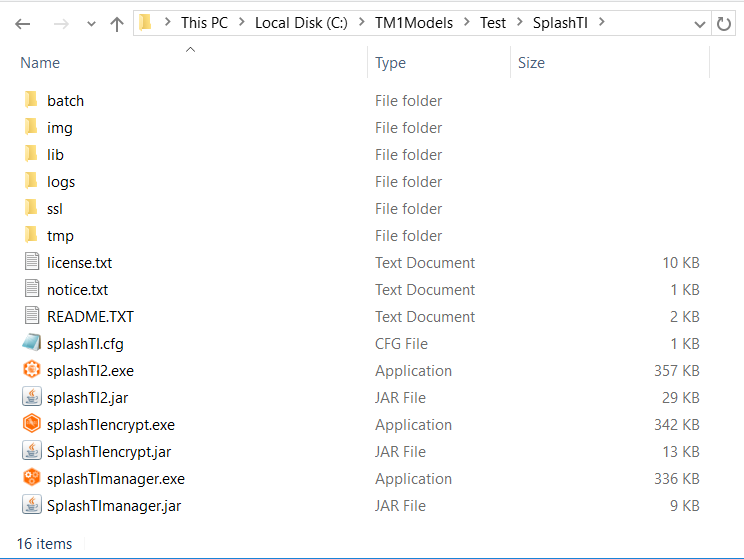 This PC > Local Disk (C:) > TM1Models > Test > SplashTI >
Name Type Size
batch File folder
img File folder
lib File folder
logs File folder
ssl File folder
tmp File folder
license.txt Text Document 10 KB
notice.txt Text Document 1 KB
README.TXT Text Document 2 KB
splashTI.cfg CFG File 1 KB
splashTI2.exe Application 357 KB
splashTI2.jar JAR File 29 KB
splashTIencrypt.exe Application 342 KB
SplashTIencrypt.jar JAR File 13 KB
splashTImanager.exe Application 336 KB
SplashTImanager.jar JAR File 9 KB
16 items